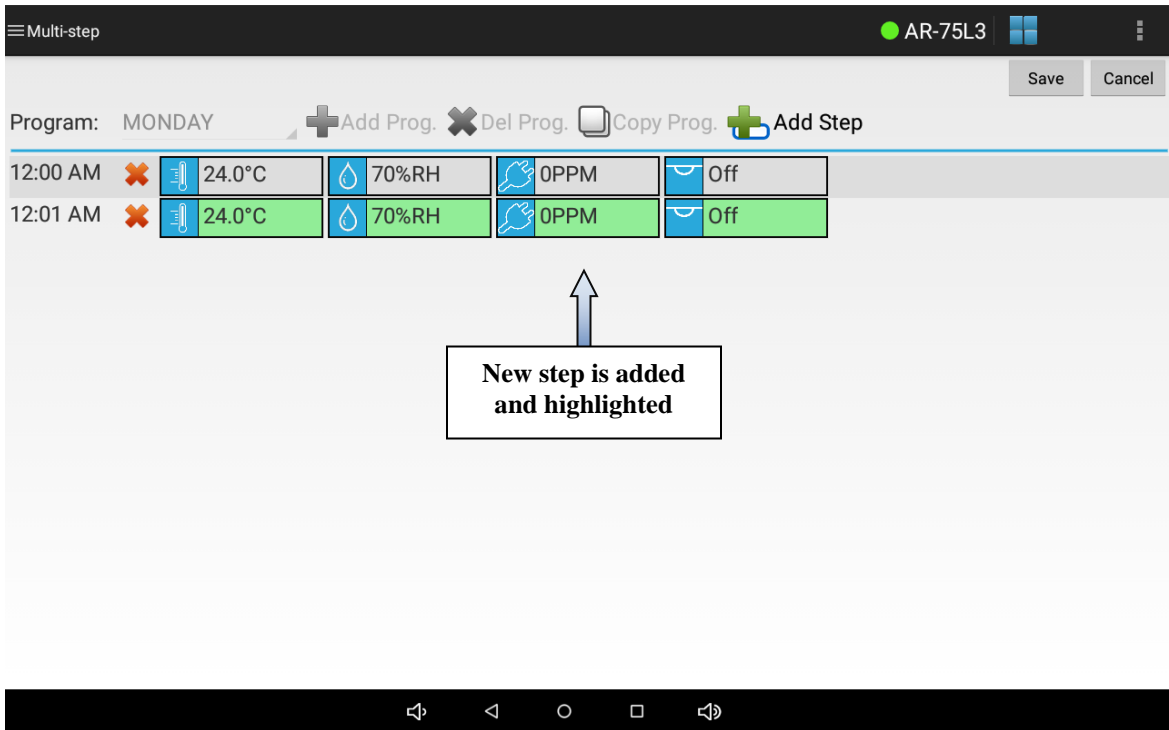 Multi-step AR-75L3
Save Cancel
Program: MONDAY Add Prog. Del Prog. Copy Prog. Add Step
12:00 AM 24.0°C 70%RH 0PPM Off
12:01 AM 24.0°C 70%RH 0PPM Off
New step is added
and highlighted